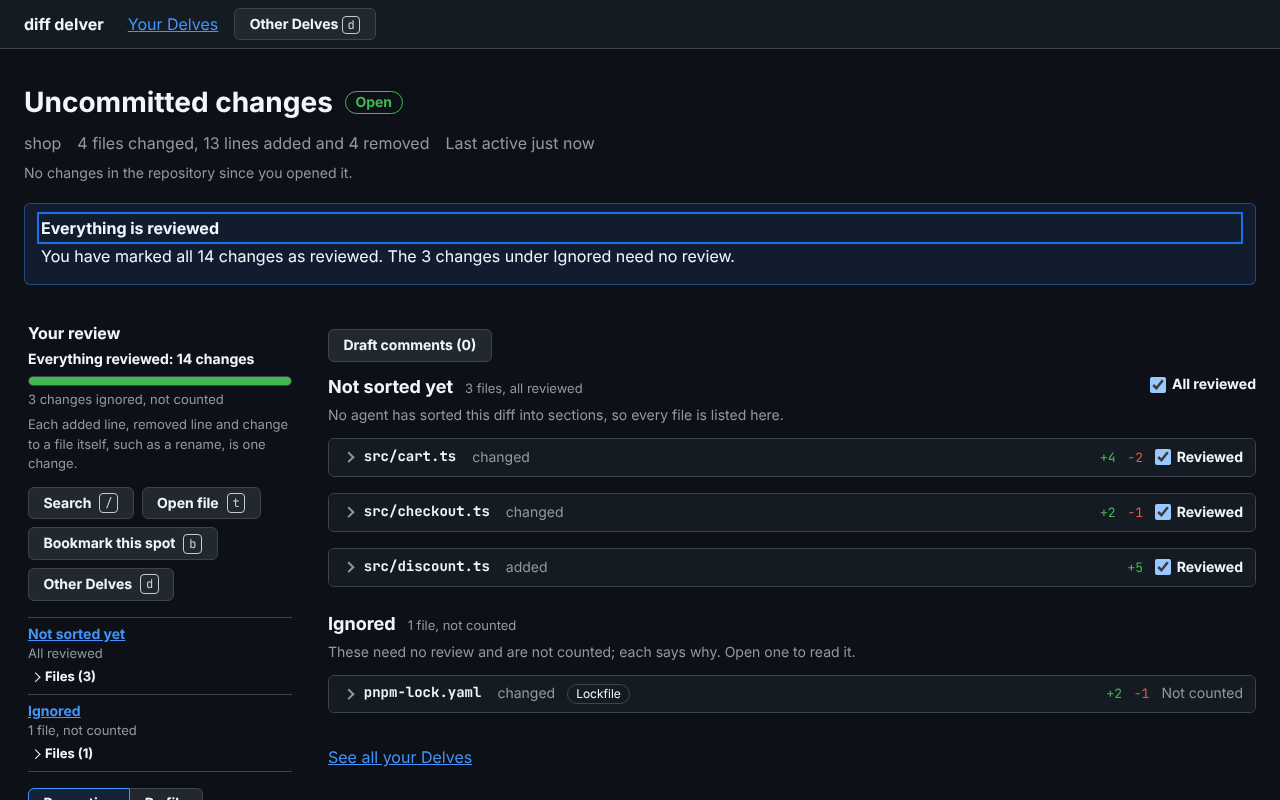 diff delver Your Delves Other Delves d
Uncommitted changes Open
shop 4 files changed, 13 lines added and 4 removed Last active just now
No changes in the repository since you opened it.
Everything is reviewed
You have marked all 14 changes as reviewed. The 3 changes under Ignored need no review.
Your review
Everything reviewed: 14 changes
3 changes ignored, not counted
Each added line, removed line and change
to a file itself, such as a rename, is one
change.
Search /
Open file t
Bookmark this spot b
Other Delves d
Not sorted yet
All reviewed
Files (3)
Ignored
1 file, not counted
Files (1)
Draft comments (0)
Not sorted yet 3 files, all reviewed All reviewed
No agent has sorted this diff into sections, so every file is listed here.
src/cart.ts changed +4 -2 Reviewed
src/checkout.ts changed +2 -1 Reviewed
src/discount.ts added +5 Reviewed
Ignored 1 file, not counted
These need no review and are not counted; each says why. Open one to read it.
pnpm-lock.yaml changed Lockfile +2 -1 Not counted
See all your Delves